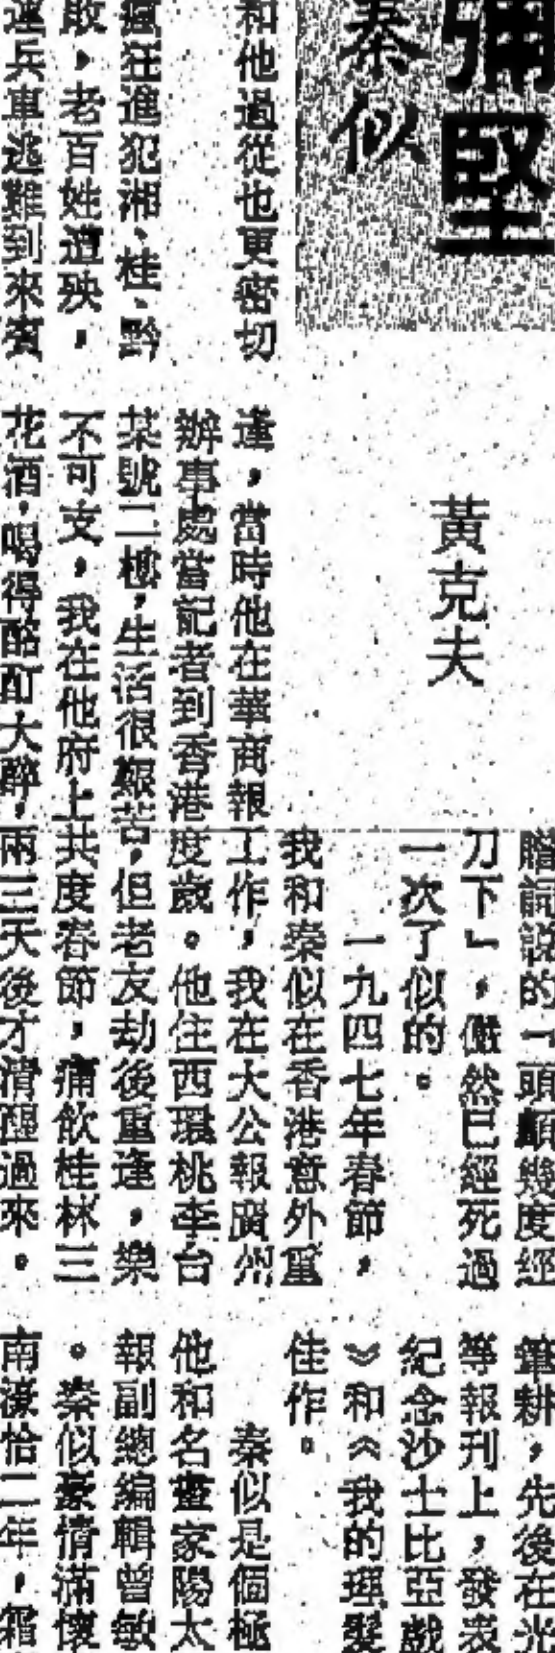 彌堅
秦似
黃克夫
和他過從也更密切
瘋狂進犯湘、桂、黔
敗，老百姓遭殃，
運兵車逃難到來賓
贈詞說的一頭顱幾度經
刀下」，儼然已經死過
一次了似的。
一九四七年春節，
我和秦似在香港意外重
逢，當時他在華商報工作，我在大公報廣州
辦事處當記者到香港度歲。他住西環桃李台
某號二樓，生活很艱苦，但老友劫後重逢，樂
不可支，我在他府上共度春節，痛飲桂林三
花酒，喝得酩酊大醉，兩三天後才清醒過來。
筆耕，先後在光
等報刊上，發表
紀念沙士比亞戲
》和《我的理髮
佳作。
秦似是個極
他和名畫家陽太
報副總編輯曾敏
。秦似豪情滿懷
南濠恰二年，霜